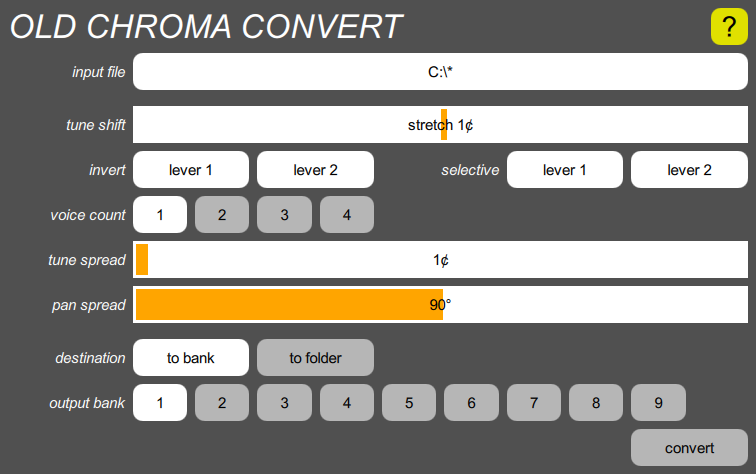 OLD CHROMA CONVERT ?
input file C:\*
tune shift stretch 1¢
invert lever 1 lever 2 selective lever 1 lever 2
voice count 1 2 3 4
tune spread 1¢
pan spread 90°
destination to bank to folder
output bank 1 2 3 4 5 6 7 8 9
convert